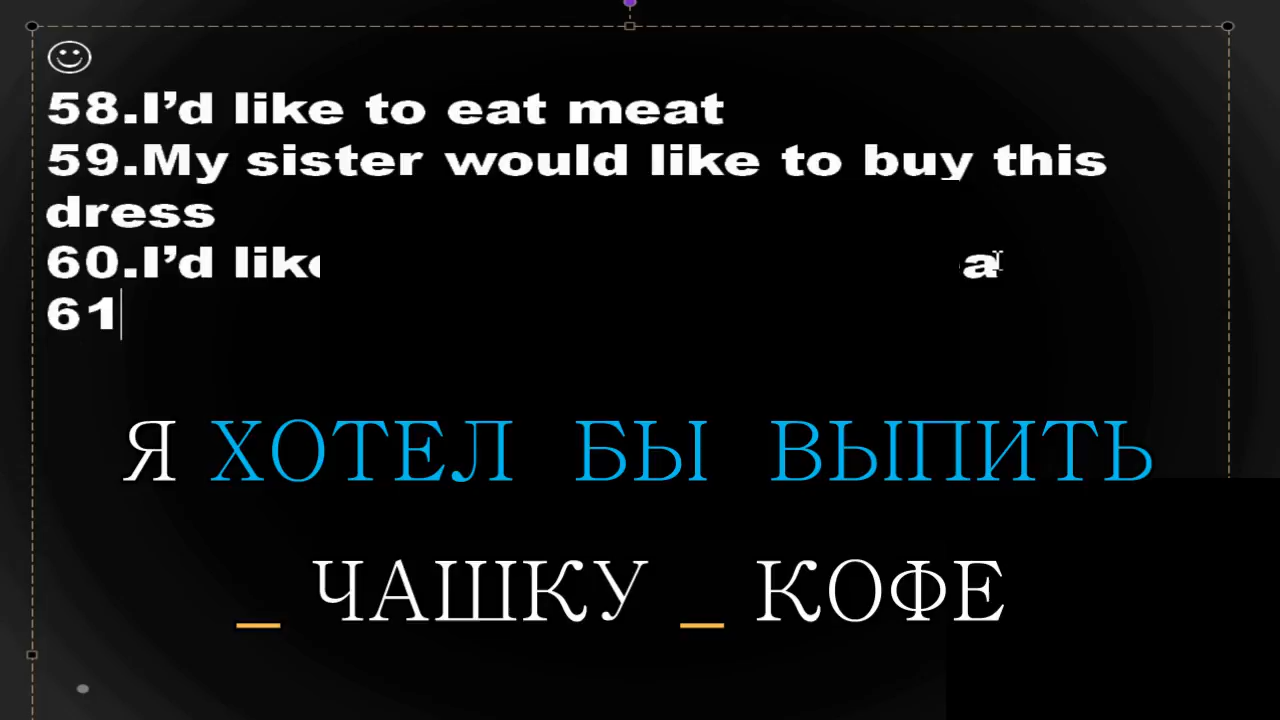 58.I’d like to eat meat
59.My sister would like to buy this
dress
60.I’d a
61
Я ХОТЕЛ БЫ ВЫПИТЬ
_ ЧАШКУ _ КОФЕ